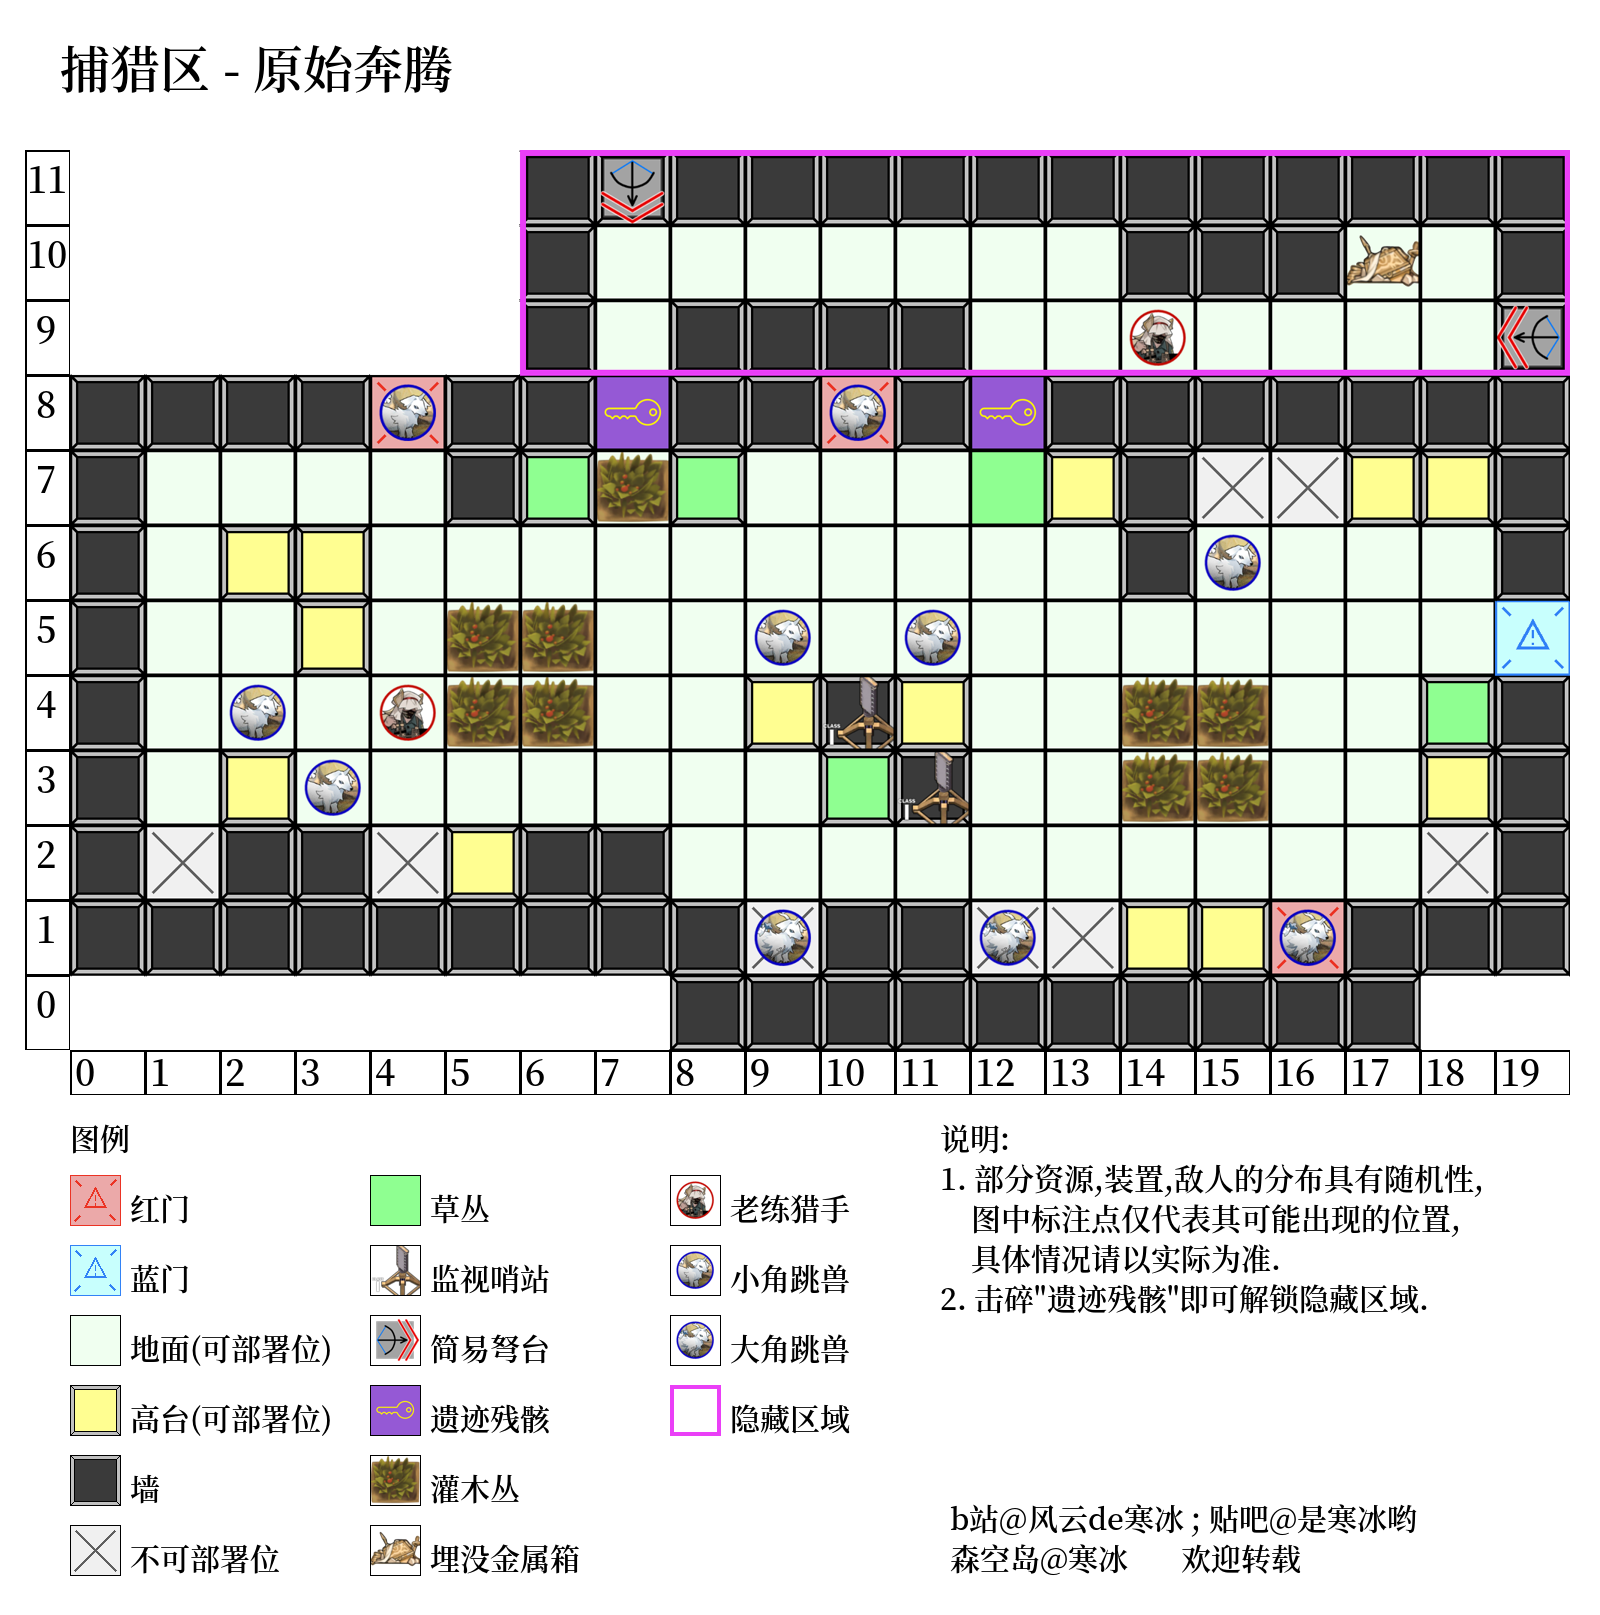 捕猎区 - 原始奔腾
11
10
9
8
7
6
5
4
CLASS
I
3
CLASS
I
2
1
0
0 1 2 3 4 5 6 7 8 9 10 11 12 13 14 15 16 17 18 19
图例
红门
蓝门
地面(可部署位)
高台(可部署位)
墙
不可部署位
草丛
监视哨站
简易弩台
遗迹残骸
灌木丛
埋没金属箱
老练猎手
小角跳兽
大角跳兽
隐藏区域
说明:
1. 部分资源,装置,敌人的分布具有随机性,
图中标注点仅代表其可能出现的位置,
具体情况请以实际为准.
2. 击碎"遗迹残骸"即可解锁隐藏区域.
b站@风云de寒冰 ; 贴吧@是寒冰哟
森空岛@寒冰 欢迎转载